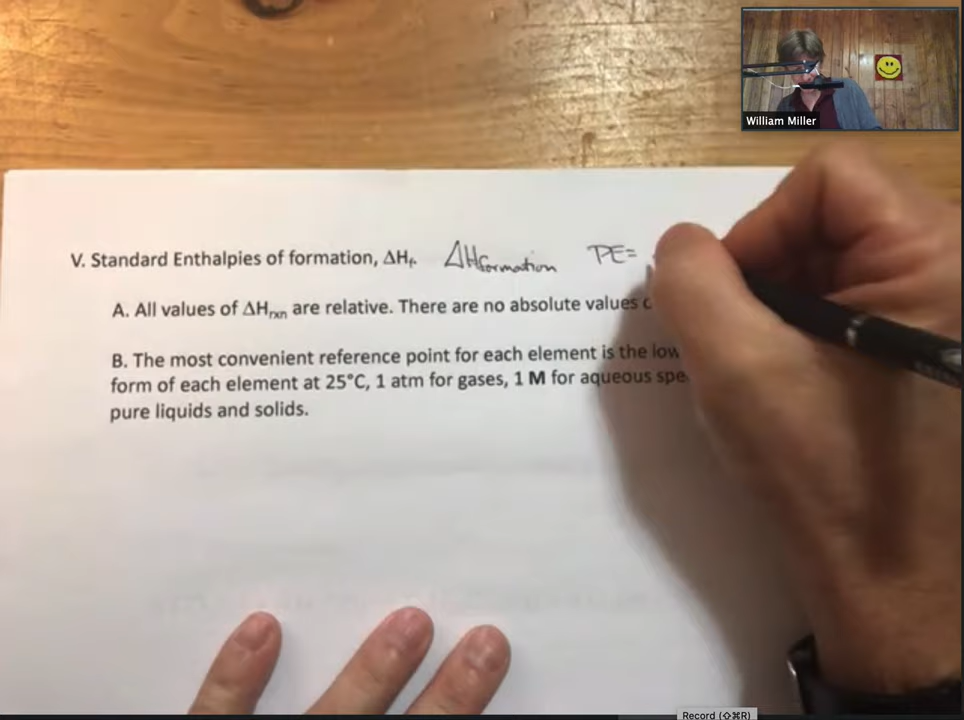 William Miller
V. Standard Enthalpies of formation, ΔHf. ΔHformation PE=
A. All values of ΔHrxn are relative. There are no absolute values
B. The most convenient reference point for each element is the low
form of each element at 25°C, 1 atm for gases, 1 M for aqueous spe
pure liquids and solids.
Record (⇧⌘R)